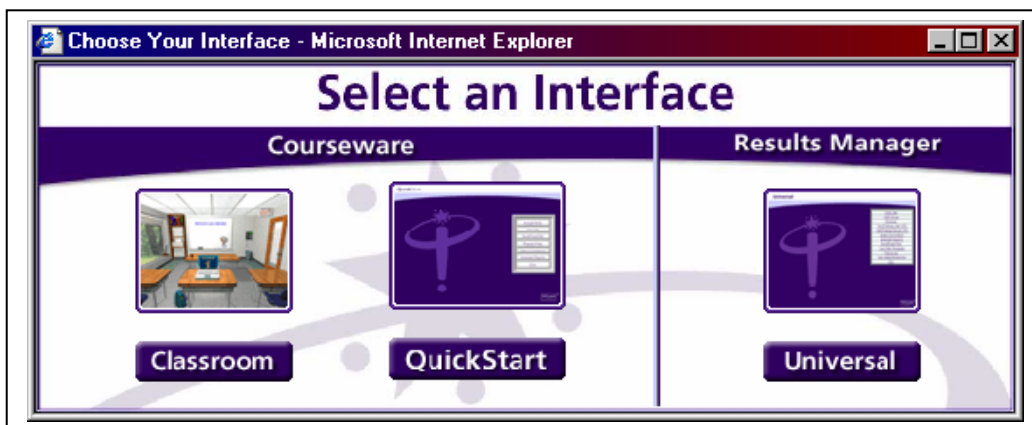 Choose Your Interface - Microsoft Internet Explorer
Select an Interface
Courseware
Results Manager
Classroom
QuickStart
Universal